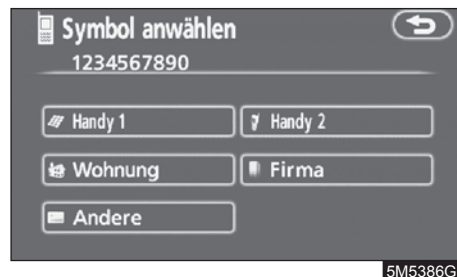 Symbol anwählen
1234567890
Handy 1 Handy 2
Wohnung Firma
Andere
5M5386G